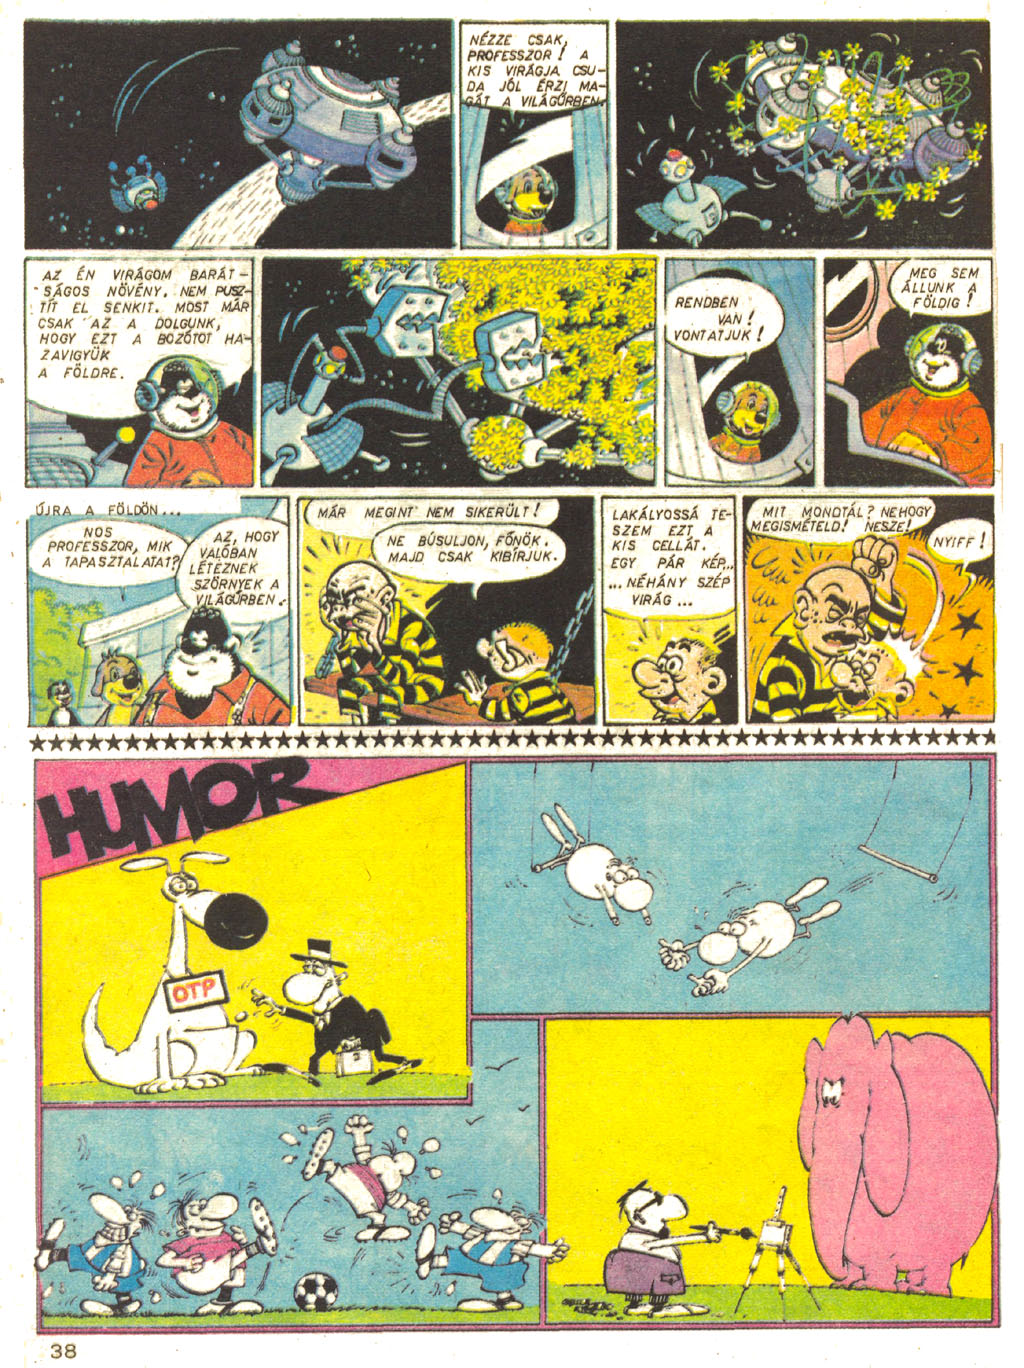 NÉZZE CSAK,
PROFESSZOR! A
KIS VIRÁGJA CSU-
DA JÓL ÉRZI MA-
GÁT A VILÁGŰRBEN.
AZ ÉN VIRÁGOM BARÁT-
SÁGOS NÖVÉNY. NEM PUSZ-
TÍT EL SENKIT. MOST MÁR
CSAK AZ A DOLGUNK,
HOGY EZT A BOZÓTOT HA-
ZAVIGYÜK
A FÖLDRE.
RENDBEN
VAN!
VONTATJUK!
MEG SEM
ÁLLUNK A
FÖLDIG!
ÚJRA A FÖLDÖN...
NOS
PROFESSZOR, MIK
A TAPASZTALATAI?
AZ, HOGY
VALÓBAN
LÉTEZNEK
SZÖRNYEK A
VILÁGŰRBEN.
MÁR MEGINT NEM SIKERÜLT!
NE BÚSULJON, FŐNÖK.
MAJD CSAK KIBÍRJUK.
LAKÁLYOSSÁ TE-
SZEM EZT A
KIS CELLÁT.
EGY PÁR KÉP...
...NÉHÁNY SZÉP
VIRÁG...
MIT MONDTÁL? NEHOGY
MEGISMÉTELD! NESZE!
NYIFF!
HUMOR
OTP
38